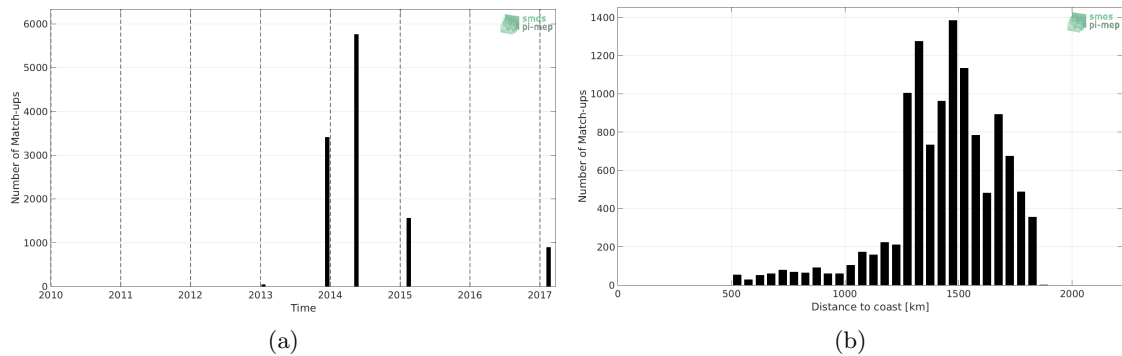 smos
pi-mep
6000
5000
4000
3000
2000
1000
0
Number of Match-ups
2010 2011 2012 2013 2014 2015 2016 2017
Time
(a)
smos
pi-mep
1400
1200
1000
800
600
400
200
0
Number of Match-ups
0 500 1000 1500 2000
Distance to coast [km]
(b)